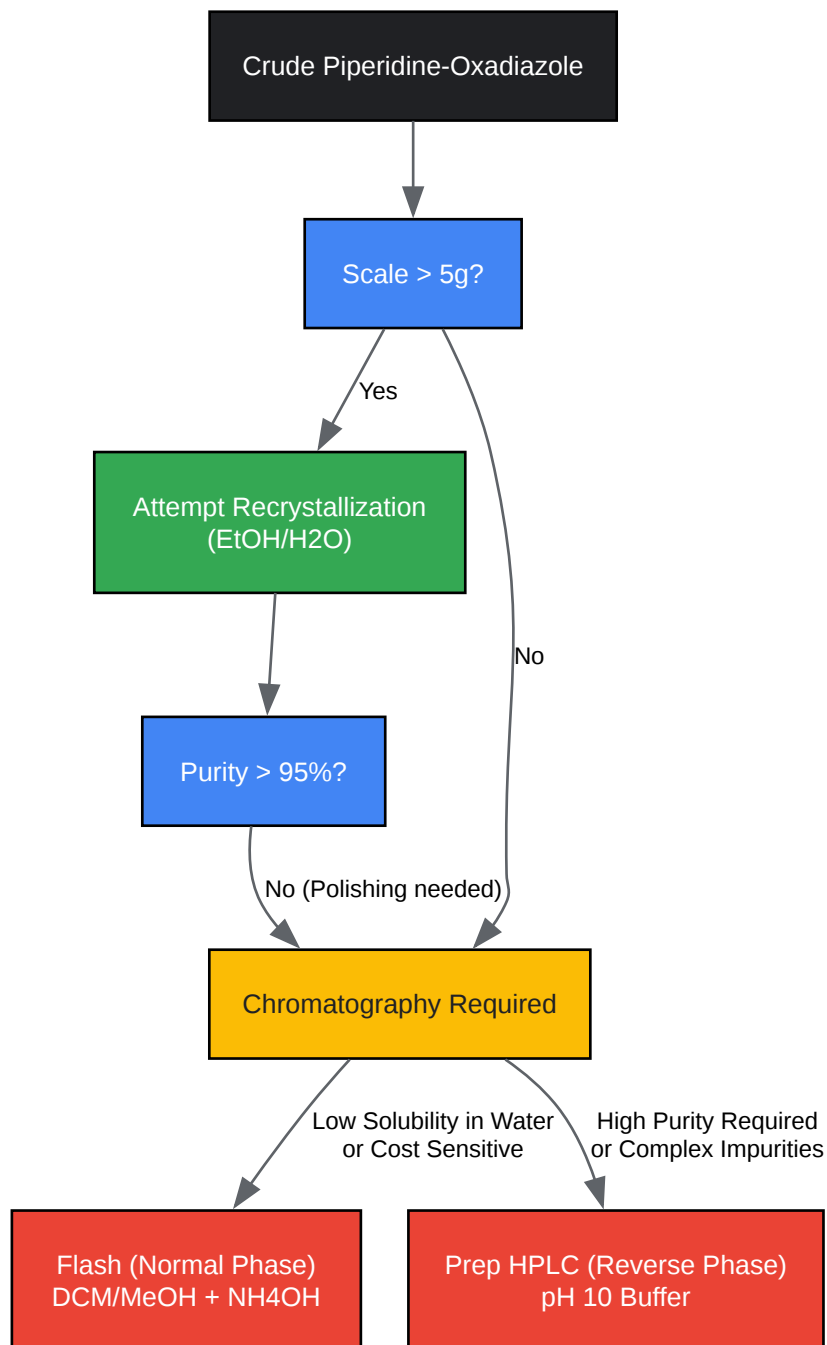 Crude Piperidine-Oxadiazole
Scale > 5g?
Yes
Attempt Recrystallization
(EtOH/H2O)
No
Purity > 95%?
No (Polishing needed)
Chromatography Required
Low Solubility in Water
or Cost Sensitive
High Purity Required
or Complex Impurities
Flash (Normal Phase)
DCM/MeOH + NH4OH
Prep HPLC (Reverse Phase)
pH 10 Buffer